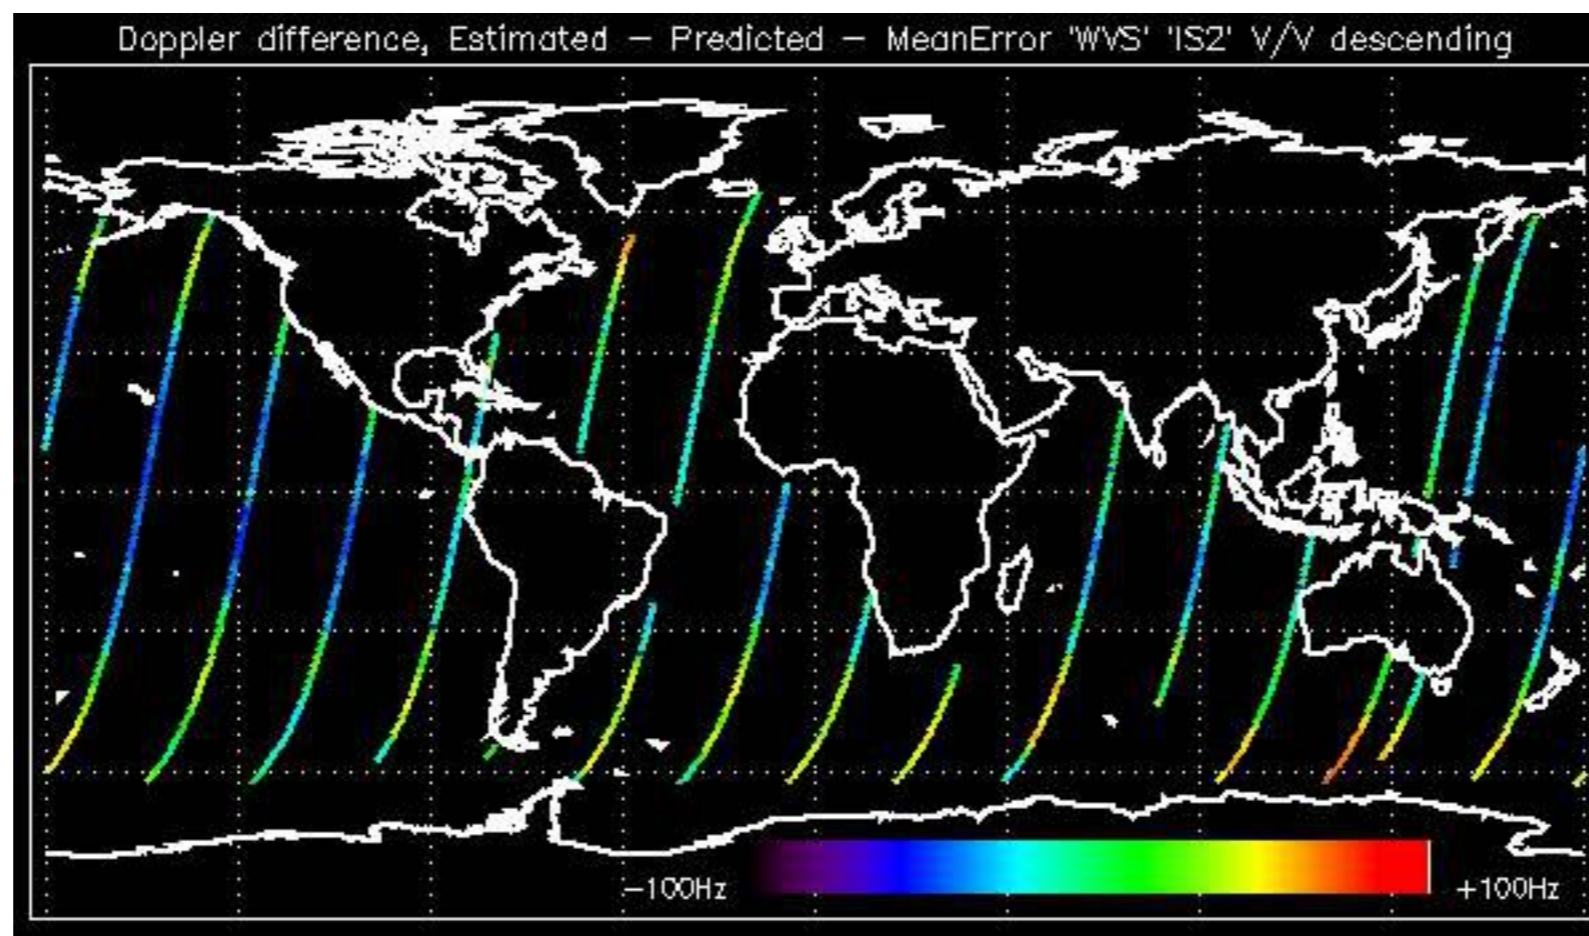 Doppler difference, Estimated – Predicted – MeanError 'WVS' 'IS2' V/V descending
–100Hz
+100Hz